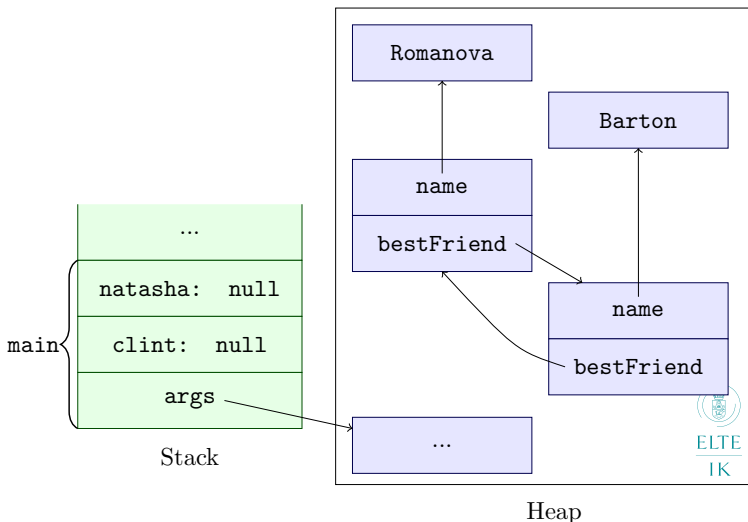 Romanova
Barton
name
bestFriend
name
bestFriend
...
natasha: null
clint: null
args
main
Stack
...
Heap
ELTE
IK